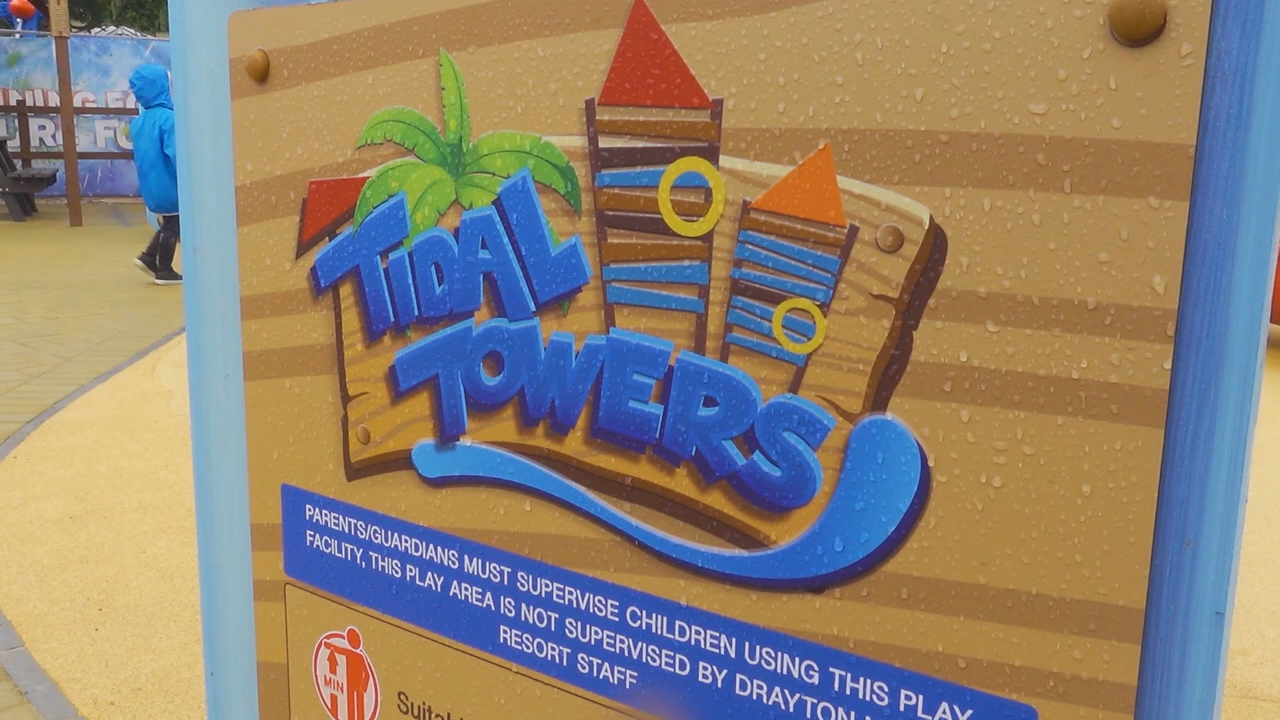 TIDAL
TOWERS
PARENTS/GUARDIANS MUST SUPERVISE CHILDREN USING THIS PLAY
FACILITY, THIS PLAY AREA IS NOT SUPERVISED BY DRAYTON
RESORT STAFF
MIN